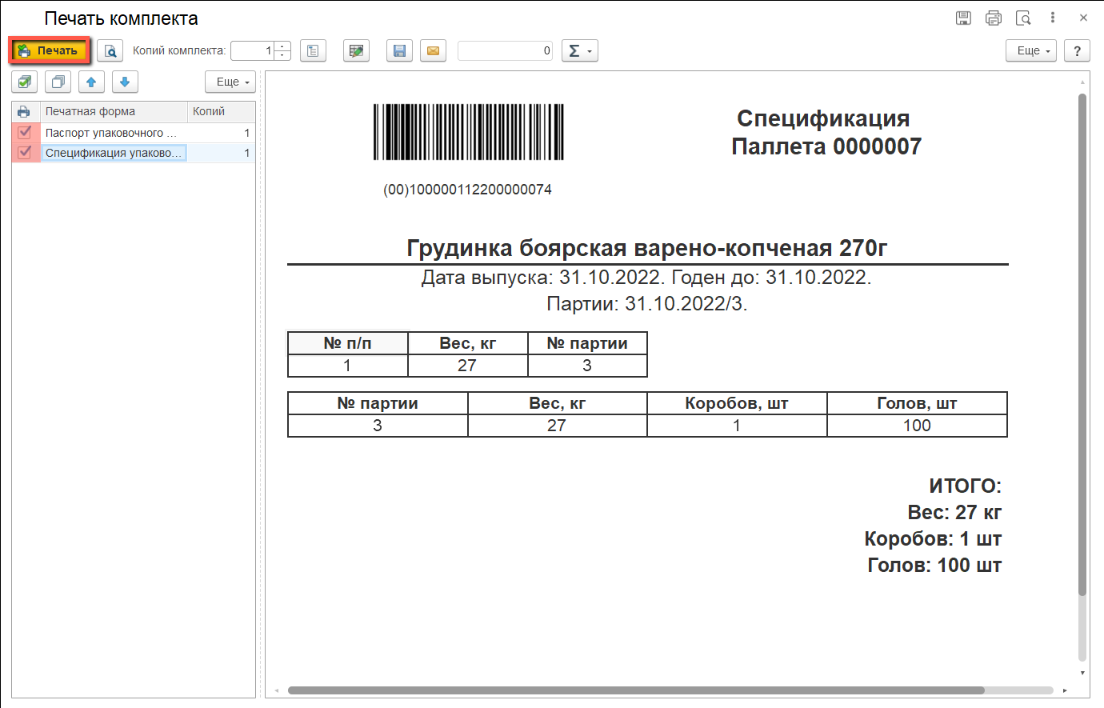 Печать комплекта
Печать Копий комплекта: 1 0 Σ Еще ?
Еще
Печатная форма Копий
Паспорт упаковочного ... 1
Спецификация упаково... 1
Спецификация
Паллета 0000007
(00)100000112200000074
Грудинка боярская варено-копченая 270г
Дата выпуска: 31.10.2022. Годен до: 31.10.2022.
Партии: 31.10.2022/3.
№ п/п Вес, кг № партии
1 27 3
№ партии Вес, кг Коробов, шт Голов, шт
3 27 1 100
ИТОГО:
Вес: 27 кг
Коробов: 1 шт
Голов: 100 шт